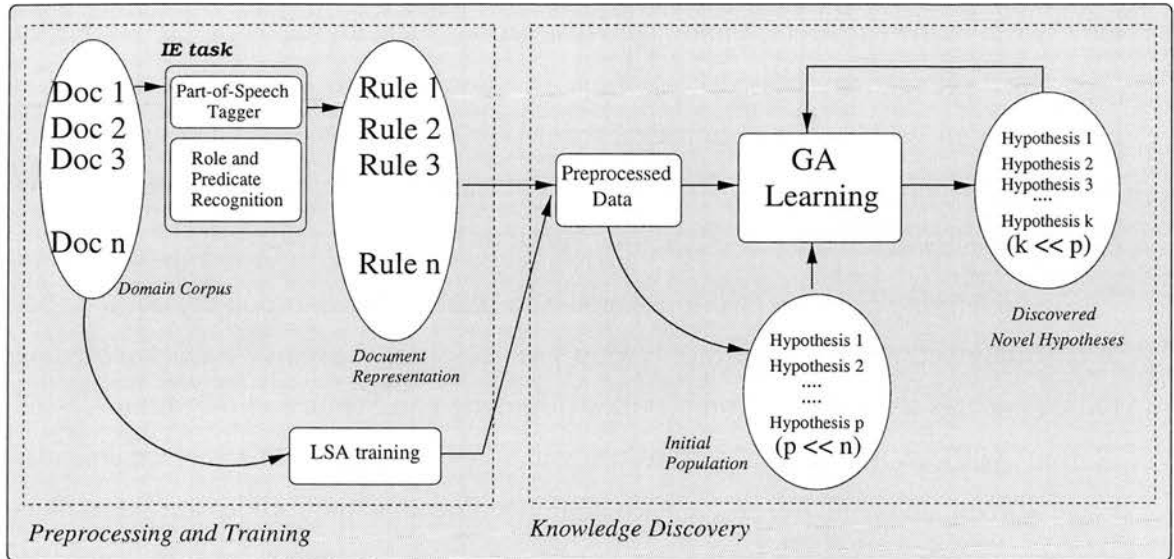 IE task
Doc 1
Doc 2
Doc 3
Doc n
Domain Corpus
Part-of-Speech
Tagger
Role and
Predicate
Recognition
Rule 1
Rule 2
Rule 3
Rule n
Document
Representation
LSA training
Preprocessing and Training
Preprocessed
Data
GA
Learning
Hypothesis 1
Hypothesis 2
Hypothesis 3
....
Hypothesis k
(k << p)
Discovered
Novel Hypotheses
Hypothesis 1
Hypothesis 2
....
....
Hypothesis p
(p << n)
Initial
Population
Knowledge Discovery